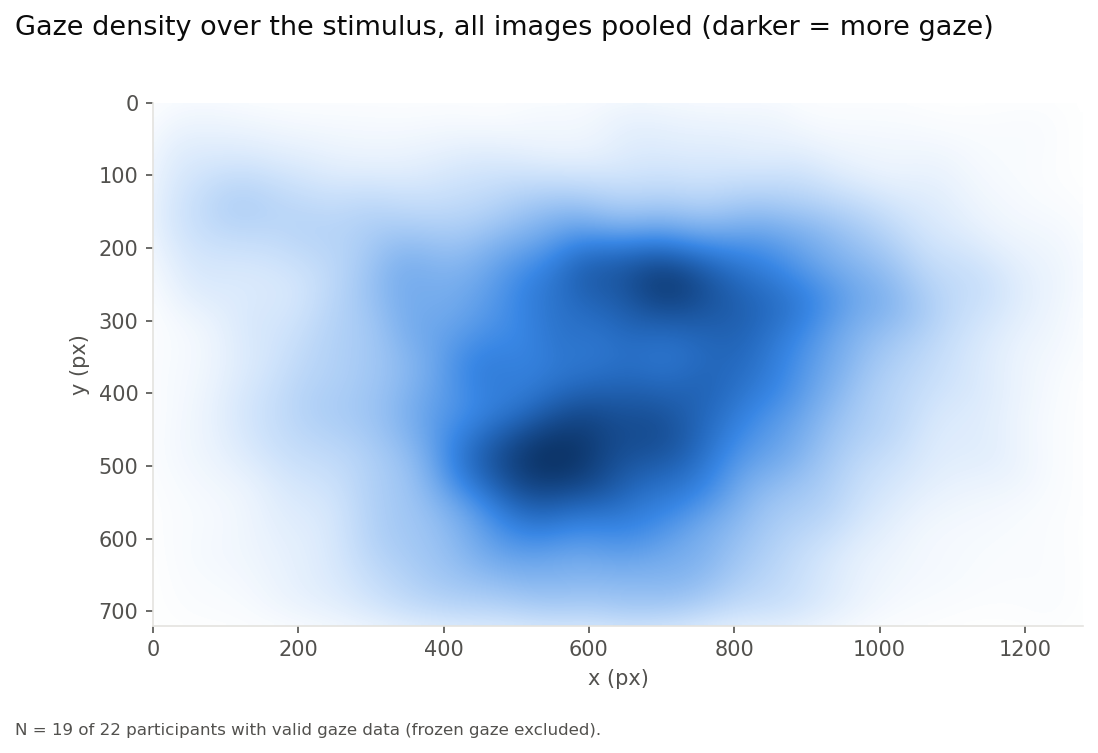 Gaze density over the stimulus, all images pooled (darker = more gaze)
0
100
200
300
400
500
600
700
y (px)
0 200 400 600 800 1000 1200
x (px)
N = 19 of 22 participants with valid gaze data (frozen gaze excluded).